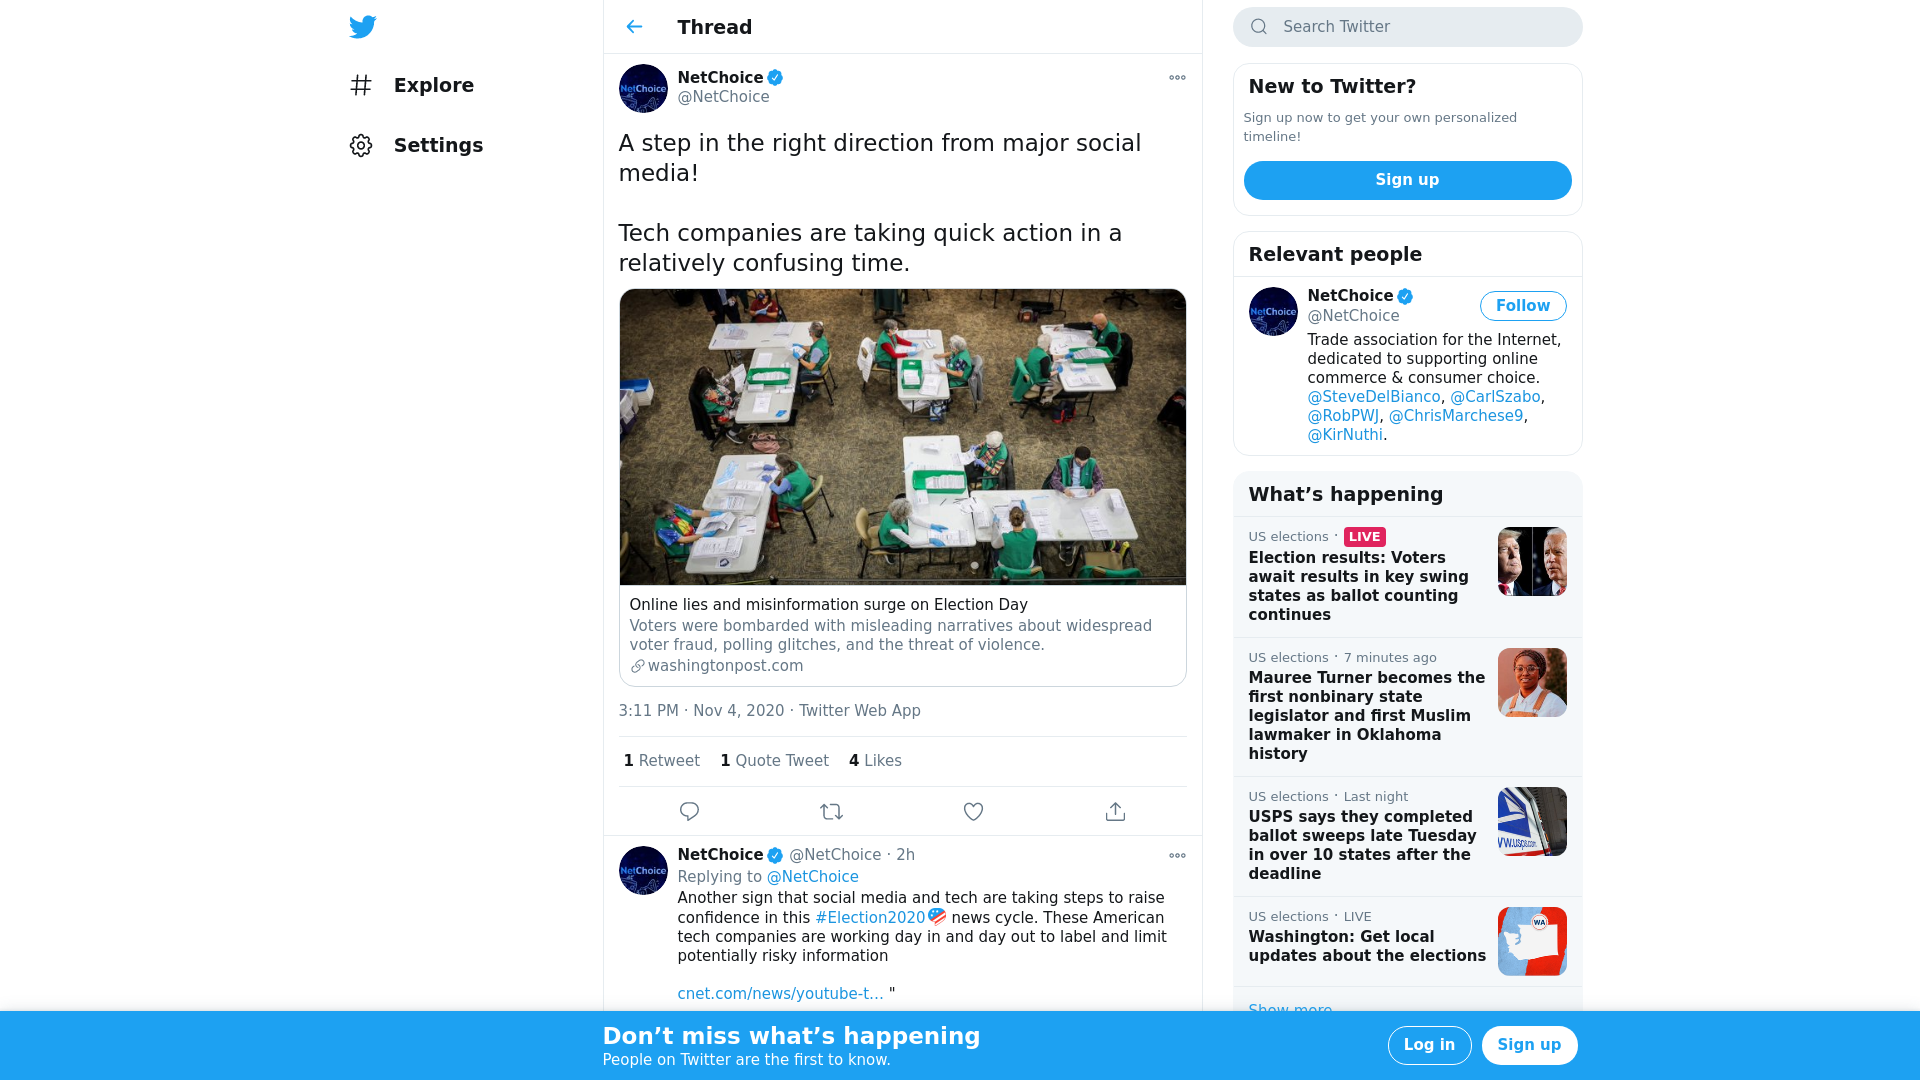 Explore
Settings
Thread
NetChoice
@NetChoice
A step in the right direction from major social
media!
Tech companies are taking quick action in a
relatively confusing time.
Online lies and misinformation surge on Election Day
Voters were bombarded with misleading narratives about widespread
voter fraud, polling glitches, and the threat of violence.
washingtonpost.com
3:11 PM · Nov 4, 2020 · Twitter Web App
1 Retweet 1 Quote Tweet 4 Likes
NetChoice @NetChoice · 2h
Replying to @NetChoice
Another sign that social media and tech are taking steps to raise
confidence in this #Election2020 news cycle. These American
tech companies are working day in and day out to label and limit
potentially risky information
cnet.com/news/youtube-t… "
Search Twitter
New to Twitter?
Sign up now to get your own personalized
timeline!
Sign up
Relevant people
NetChoice
@NetChoice
Follow
NetChoice
Trade association for the Internet,
dedicated to supporting online
commerce & consumer choice.
@SteveDelBianco, @CarlSzabo,
@RobPWJ, @ChrisMarchese9,
@KirNuthi.
What’s happening
US elections · LIVE
Election results: Voters
await results in key swing
states as ballot counting
continues
US elections · 7 minutes ago
Mauree Turner becomes the
first nonbinary state
legislator and first Muslim
lawmaker in Oklahoma
history
US elections · Last night
USPS says they completed
ballot sweeps late Tuesday
in over 10 states after the
deadline
US elections · LIVE
Washington: Get local
updates about the elections
WA
Show more
Don’t miss what’s happening
People on Twitter are the first to know.
Log in
Sign up